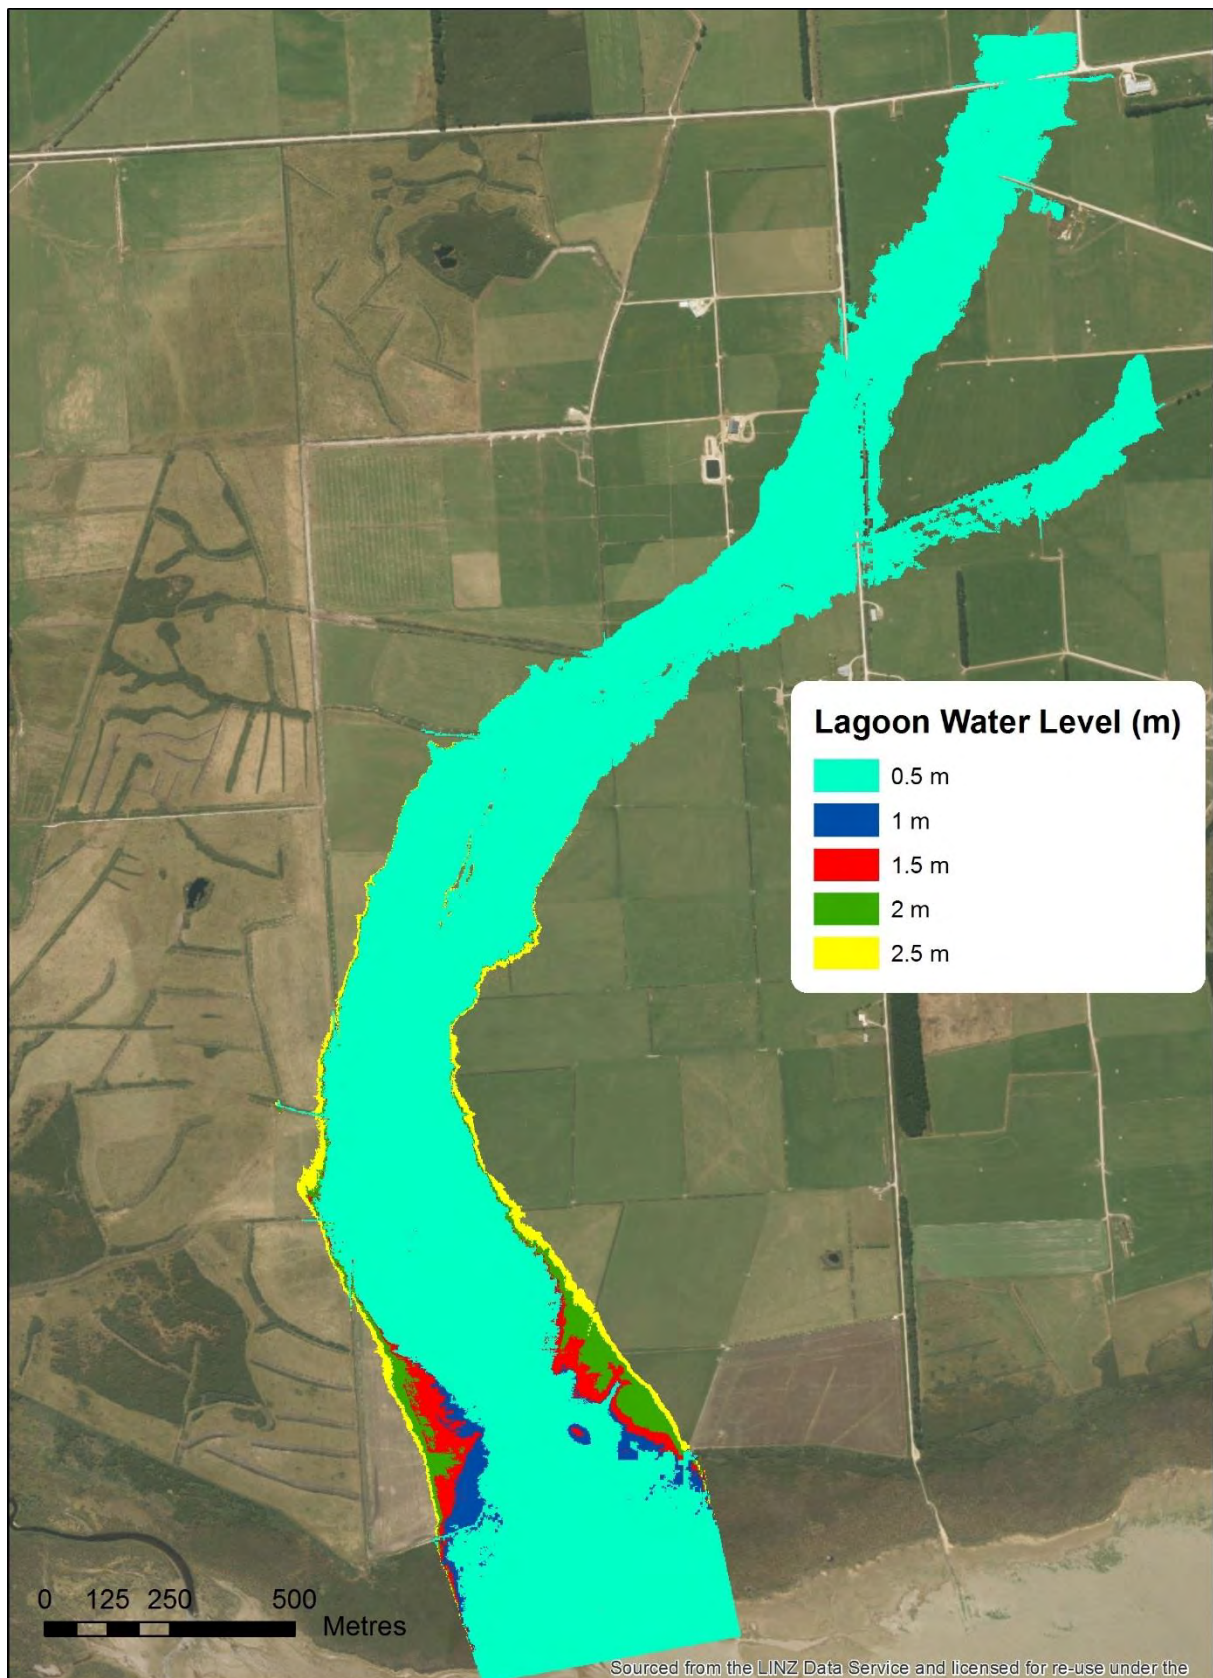 Lagoon Water Level (m)
0.5 m
1 m
1.5 m
2 m
2.5 m
0 125 250 500
Metres
Sourced from the LINZ Data Service and licensed for re-use under the